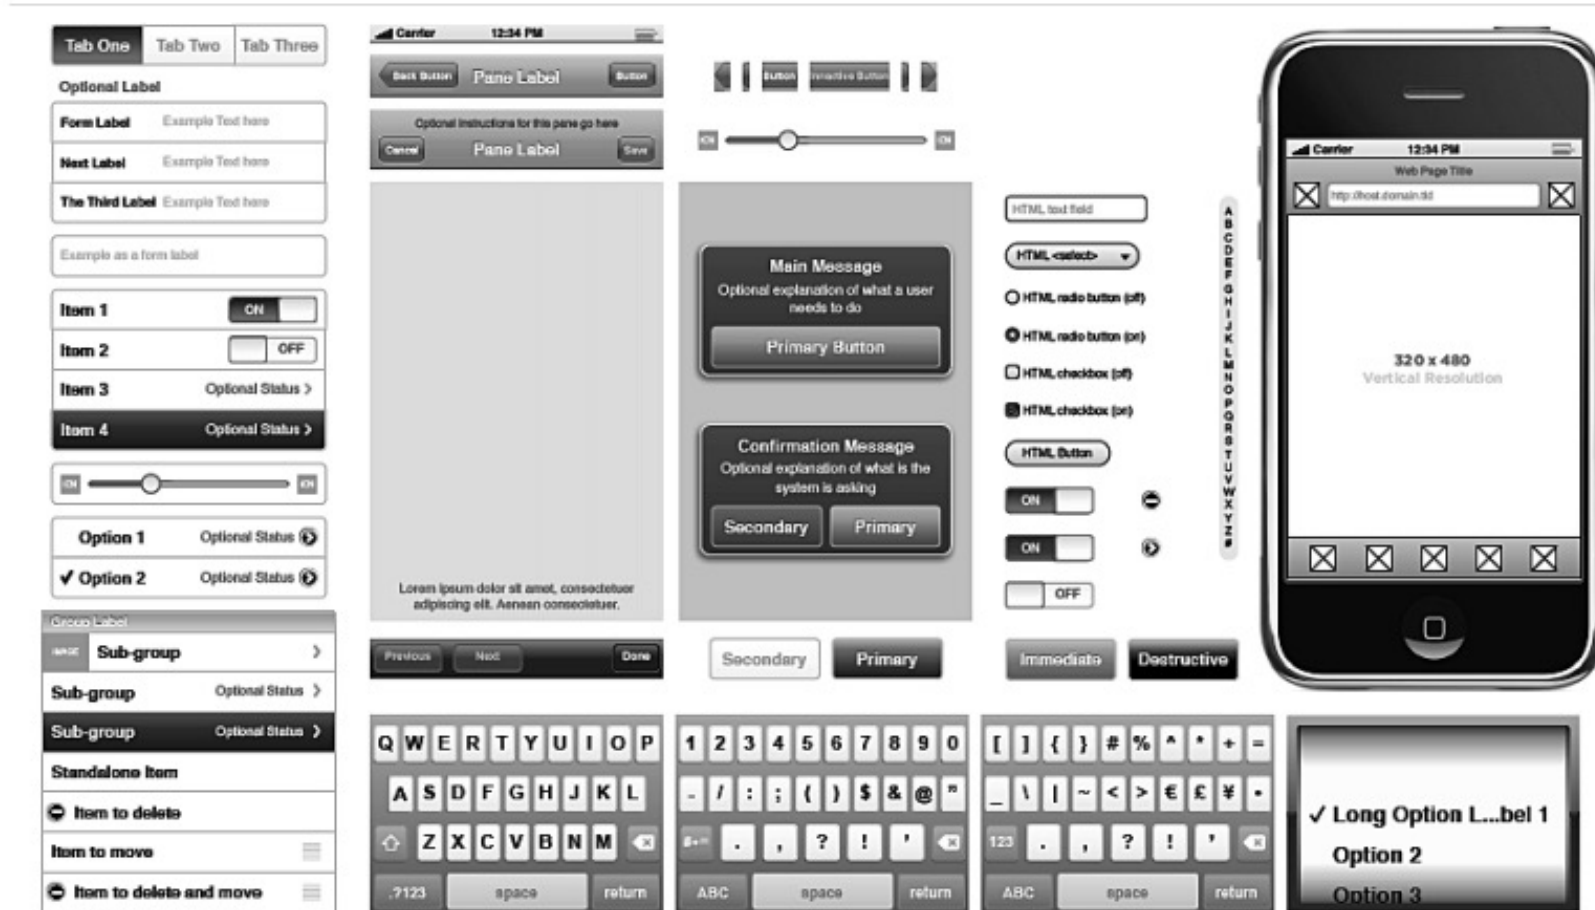 Tab One Tab Two Tab Three
Optional Label
Form Label Example Text here
Next Label Example Text here
The Third Label Example Text here
Example as a form label
Item 1 ON
Item 2 OFF
Item 3 Optional Status
Item 4 Optional Status
ICN ICN
Option 1 Optional Status
✓ Option 2 Optional Status
Group Label
IMAGE Sub-group
Sub-group Optional Status
Sub-group Optional Status
Standalone Item
Item to delete
Item to move
Item to delete and move
Carrier 12:34 PM
Back Button Pane Label Button
Optional instructions for this pane go here
Cancel Pane Label Save
Lorem ipsum dolor sit amet, consectetuer
adipiscing elit. Aenean consectetuer.
Previous Next Done
Button Inactive Button
ICN ICN
Main Message
Optional explanation of what a user
needs to do
Primary Button
Confirmation Message
Optional explanation of what is the
system is asking
Secondary Primary
Secondary Primary
HTML text field
HTML <select>
HTML radio button (off)
HTML radio button (on)
HTML checkbox (off)
HTML checkbox (on)
HTML Button
ON
ON
OFF
Immediate Destructive
A
B
C
D
E
F
G
H
I
J
K
L
M
N
O
P
Q
R
S
T
U
V
W
X
Y
Z
#
Carrier 12:34 PM
Web Page Title
http://host.domain.tld
320 x 480
Vertical Resolution
Q W E R T Y U I O P
A S D F G H J K L
Z X C V B N M
.?123 space return
1 2 3 4 5 6 7 8 9 0
- / : ; ( ) $ & @ "
#+= . , ? ! '
ABC space return
[ ] { } # % ^ * + =
_ \ | ~ < > € £ ¥ •
123 . , ? ! '
ABC space return
✓ Long Option L...bel 1
Option 2
Option 3